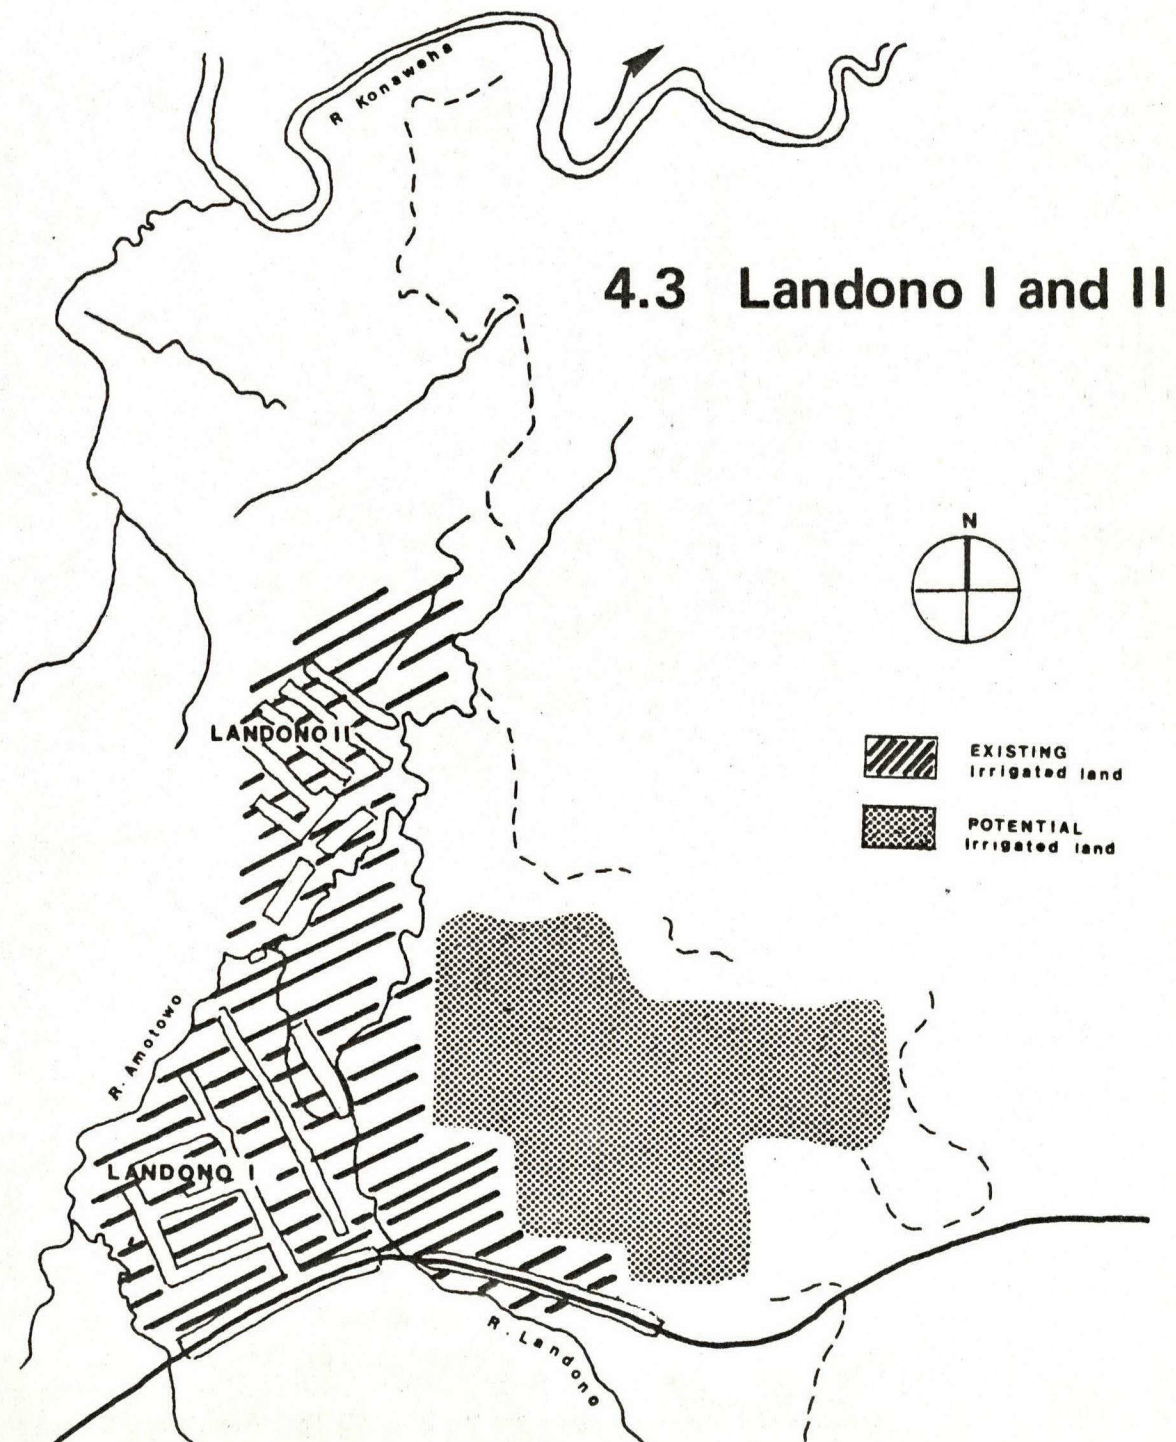 R Konaweha
4.3 Landono I and II
N
EXISTING
Irrigated land
POTENTIAL
Irrigated land
LANDONO II
R. Amotowo
LANDONO I
R. Landono